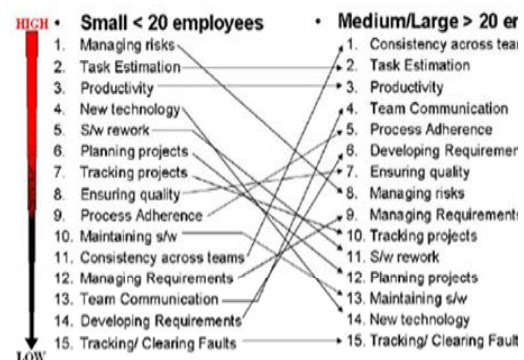 HIGH
• Small < 20 employees
1. Managing risks
2. Task Estimation
3. Productivity
4. New technology
5. S/w rework
6. Planning projects
7. Tracking projects
8. Ensuring quality
9. Process Adherence
10. Maintaining s/w
11. Consistency across teams
12. Managing Requirements
13. Team Communication
14. Developing Requirements
15. Tracking/ Clearing Faults
LOW
• Medium/Large > 20 em
1. Consistency across team
2. Task Estimation
3. Productivity
4. Team Communication
5. Process Adherence
6. Developing Requiremen
7. Ensuring quality
8. Managing risks
9. Managing Requirements
10. Tracking projects
11. S/w rework
12. Planning projects
13. Maintaining s/w
14. New technology
15. Tracking/ Clearing Fault